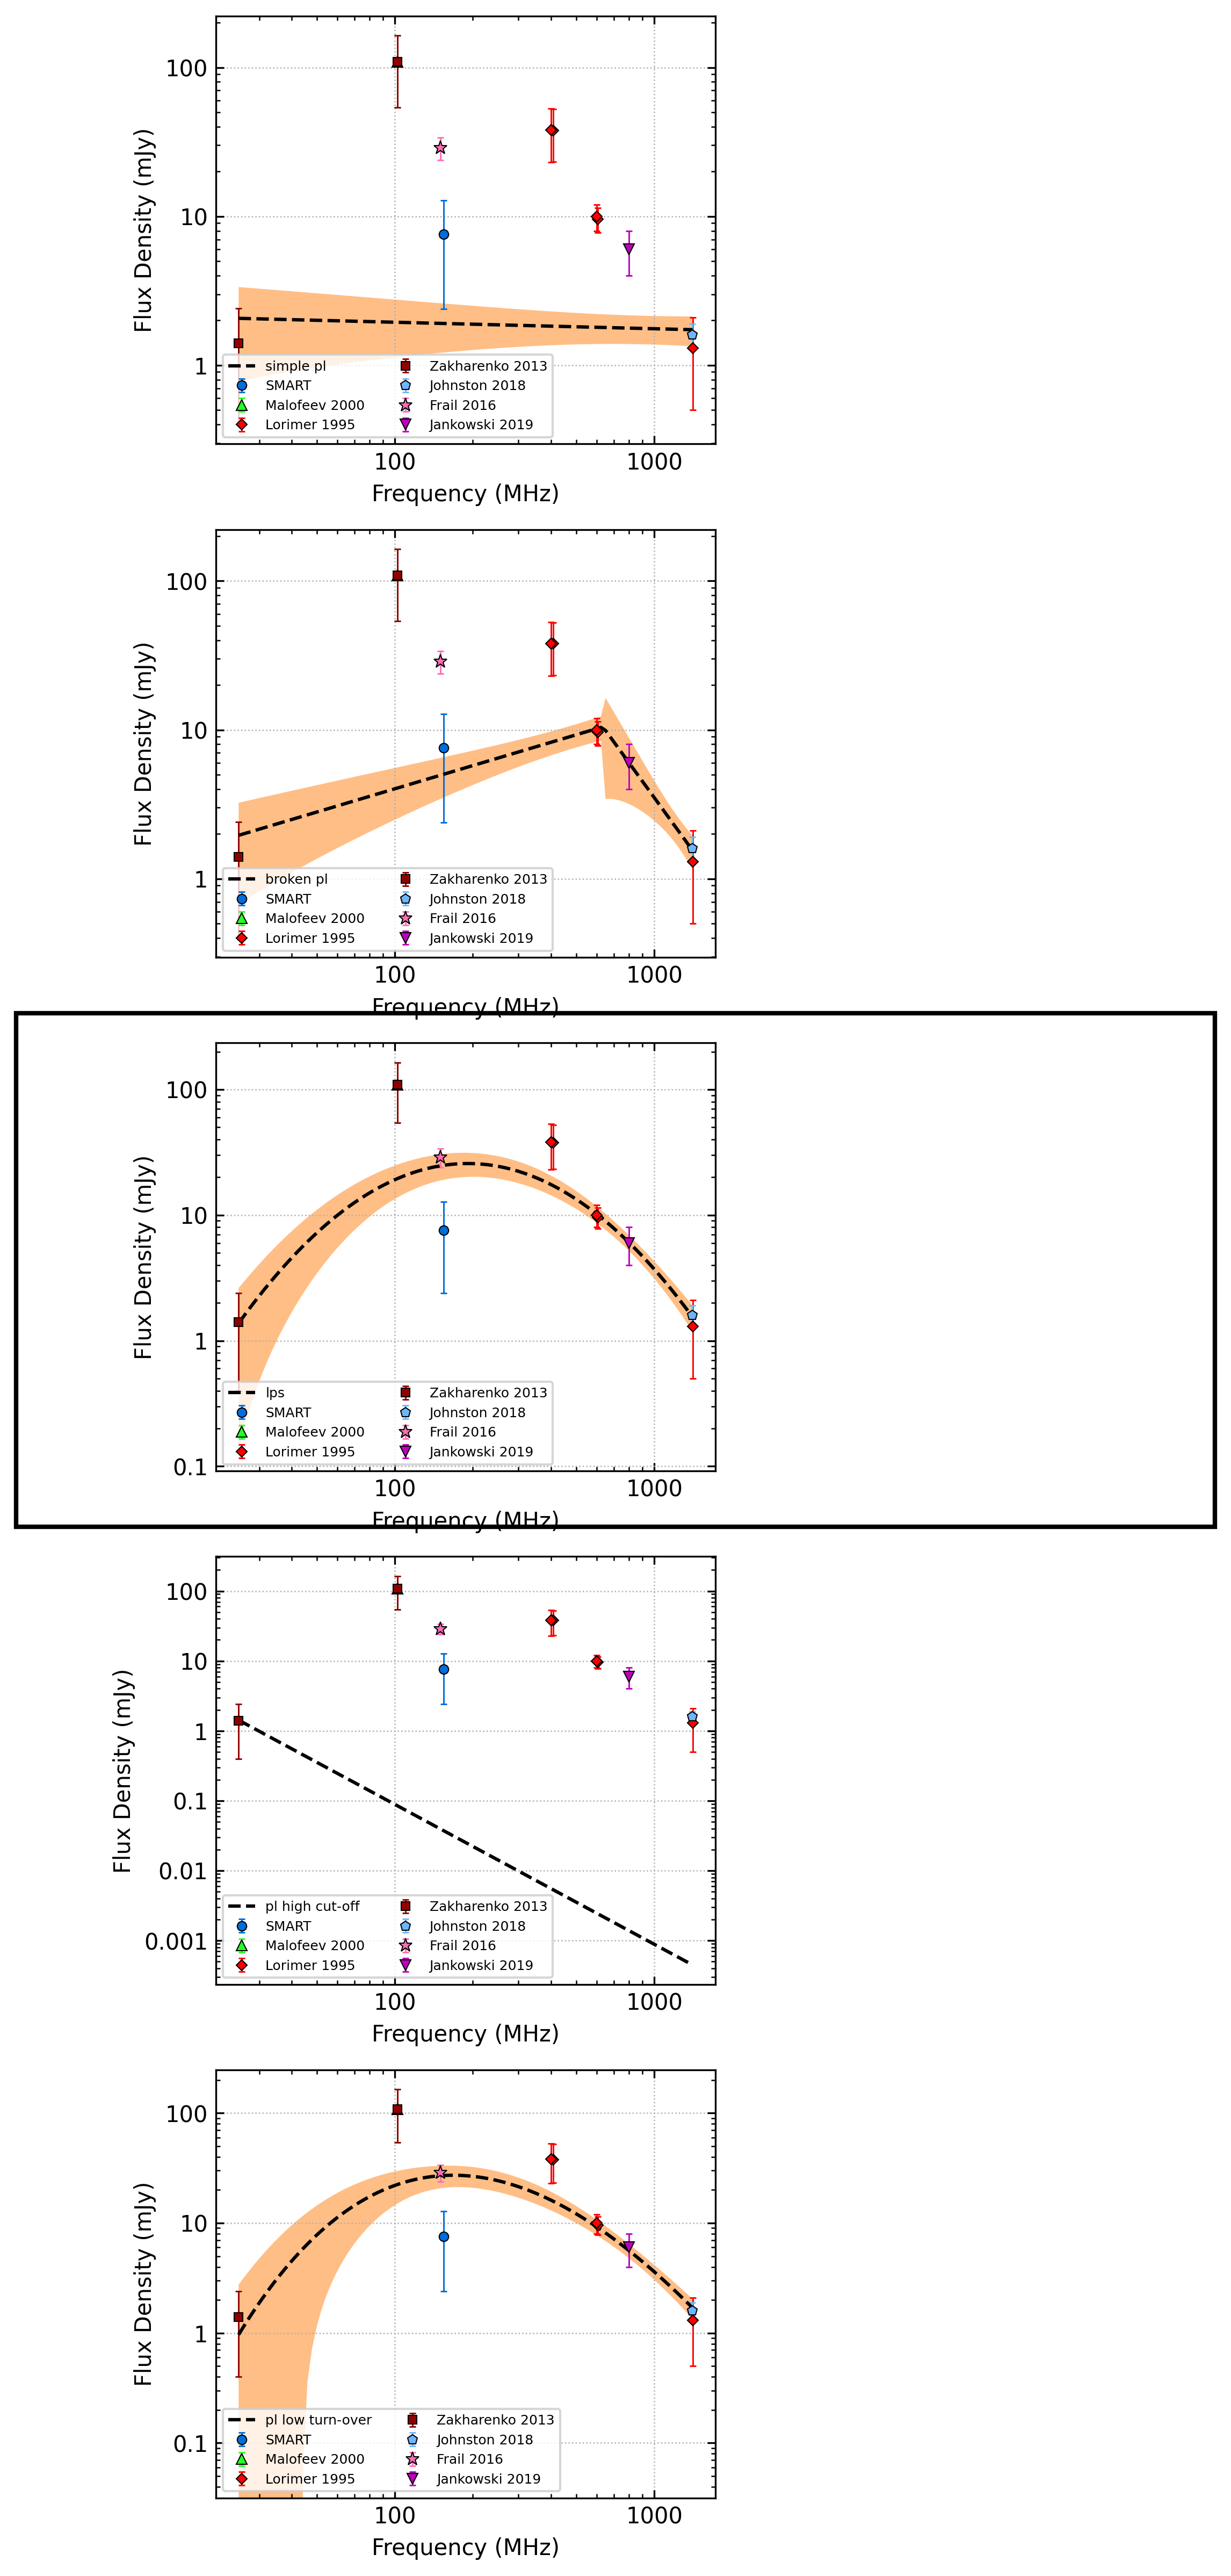 100
10
1
Flux Density (mJy)
simple pl
SMART
Malofeev 2000
Lorimer 1995
Zakharenko 2013
Johnston 2018
Frail 2016
Jankowski 2019
100 1000
Frequency (MHz)
100
10
1
Flux Density (mJy)
broken pl
SMART
Malofeev 2000
Lorimer 1995
Zakharenko 2013
Johnston 2018
Frail 2016
Jankowski 2019
100 1000
Frequency (MHz)
100
10
1
0.1
Flux Density (mJy)
lps
SMART
Malofeev 2000
Lorimer 1995
Zakharenko 2013
Johnston 2018
Frail 2016
Jankowski 2019
100 1000
Frequency (MHz)
100
10
1
0.1
0.01
0.001
Flux Density (mJy)
pl high cut-off
SMART
Malofeev 2000
Lorimer 1995
Zakharenko 2013
Johnston 2018
Frail 2016
Jankowski 2019
100 1000
Frequency (MHz)
100
10
1
0.1
Flux Density (mJy)
pl low turn-over
SMART
Malofeev 2000
Lorimer 1995
Zakharenko 2013
Johnston 2018
Frail 2016
Jankowski 2019
100 1000
Frequency (MHz)